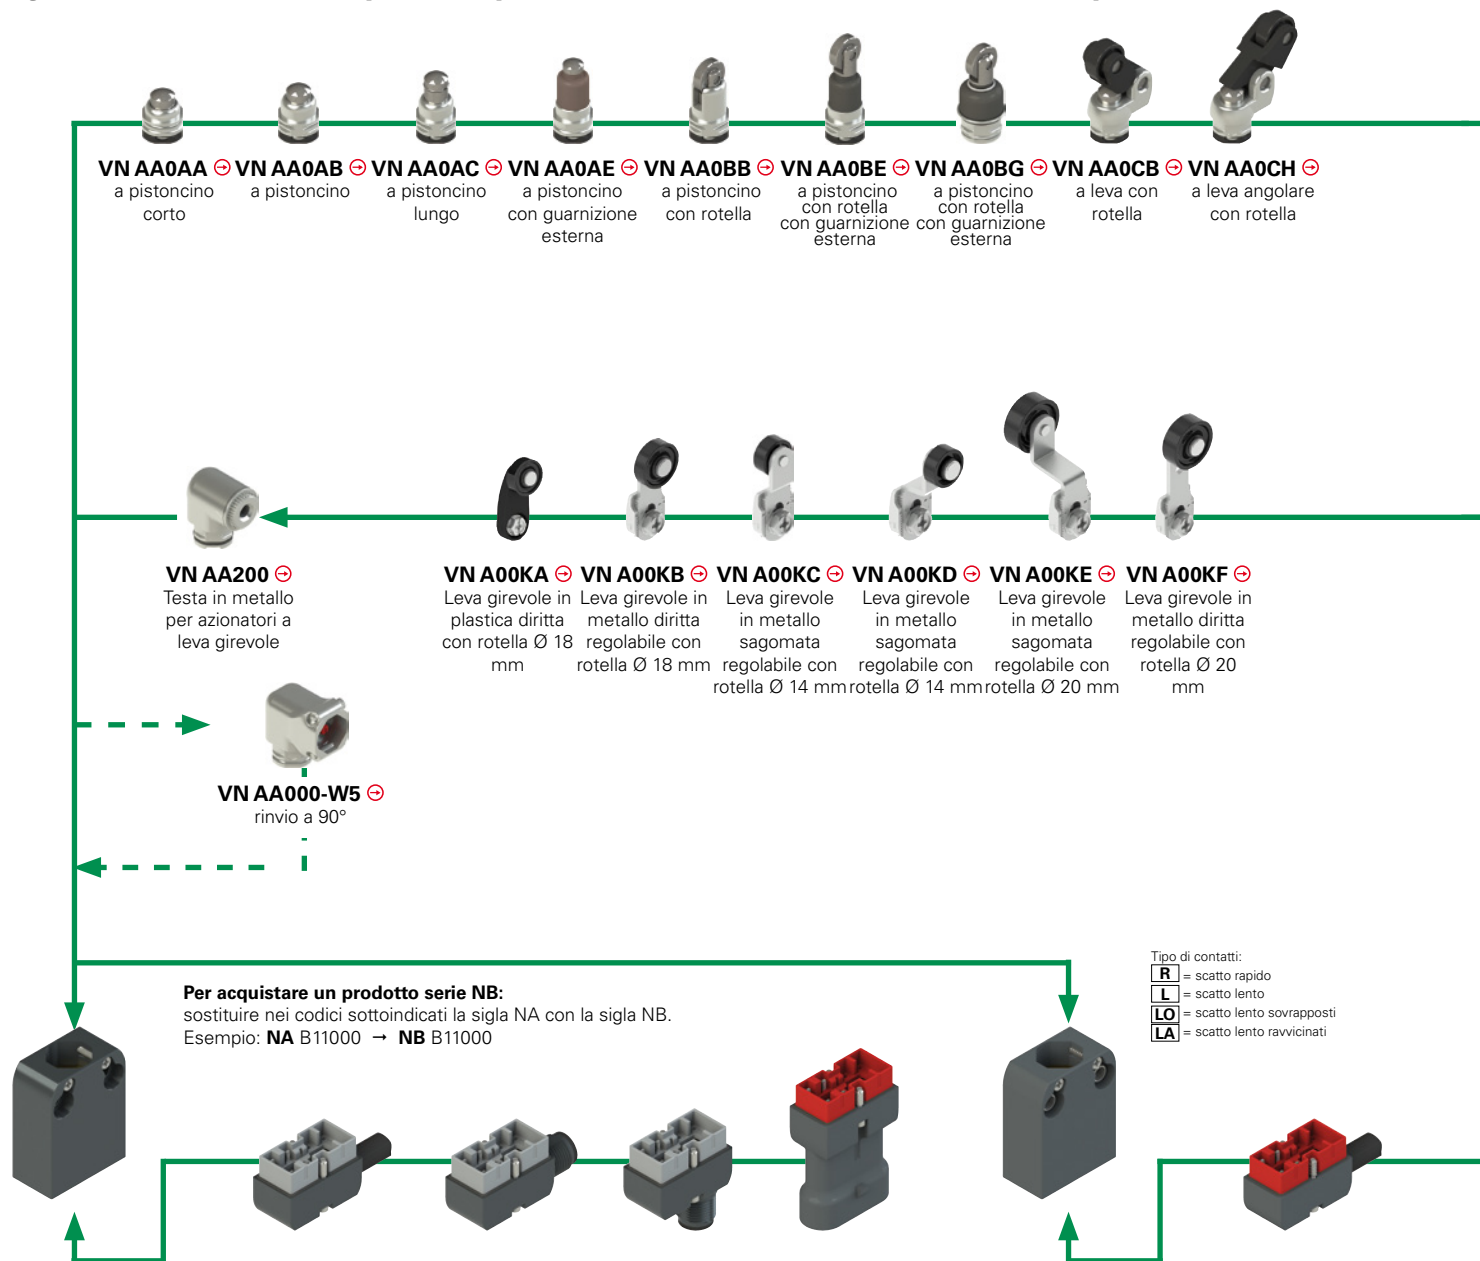 VN AA0AA
a pistoncino
corto
VN AA0AB
a pistoncino
VN AA0AC
a pistoncino
lungo
VN AA0AE
a pistoncino
con guarnizione
esterna
VN AA0BB
a pistoncino
con rotella
VN AA0BE
a pistoncino
con rotella
con guarnizione
esterna
VN AA0BG
a pistoncino
con rotella
con guarnizione
esterna
VN AA0CB
a leva con
rotella
VN AA0CH
a leva angolare
con rotella
VN AA200
Testa in metallo
per azionatori a
leva girevole
VN A00KA
Leva girevole in
plastica diritta
con rotella Ø 18
mm
VN A00KB
Leva girevole in
metallo diritta
regolabile con
rotella Ø 18 mm
VN A00KC
Leva girevole
in metallo
sagomata
regolabile con
rotella Ø 14 mm
VN A00KD
Leva girevole
in metallo
sagomata
regolabile con
rotella Ø 14 mm
VN A00KE
Leva girevole
in metallo
sagomata
regolabile con
rotella Ø 20 mm
VN A00KF
Leva girevole in
metallo diritta
regolabile con
rotella Ø 20
mm
VN AA000-W5
rinvio a 90°
Per acquistare un prodotto serie NB:
sostituire nei codici sottoindicati la sigla NA con la sigla NB.
Esempio: NA B11000 → NB B11000
Tipo di contatti:
R = scatto rapido
L = scatto lento
LO = scatto lento sovrapposti
LA = scatto lento ravvicinati